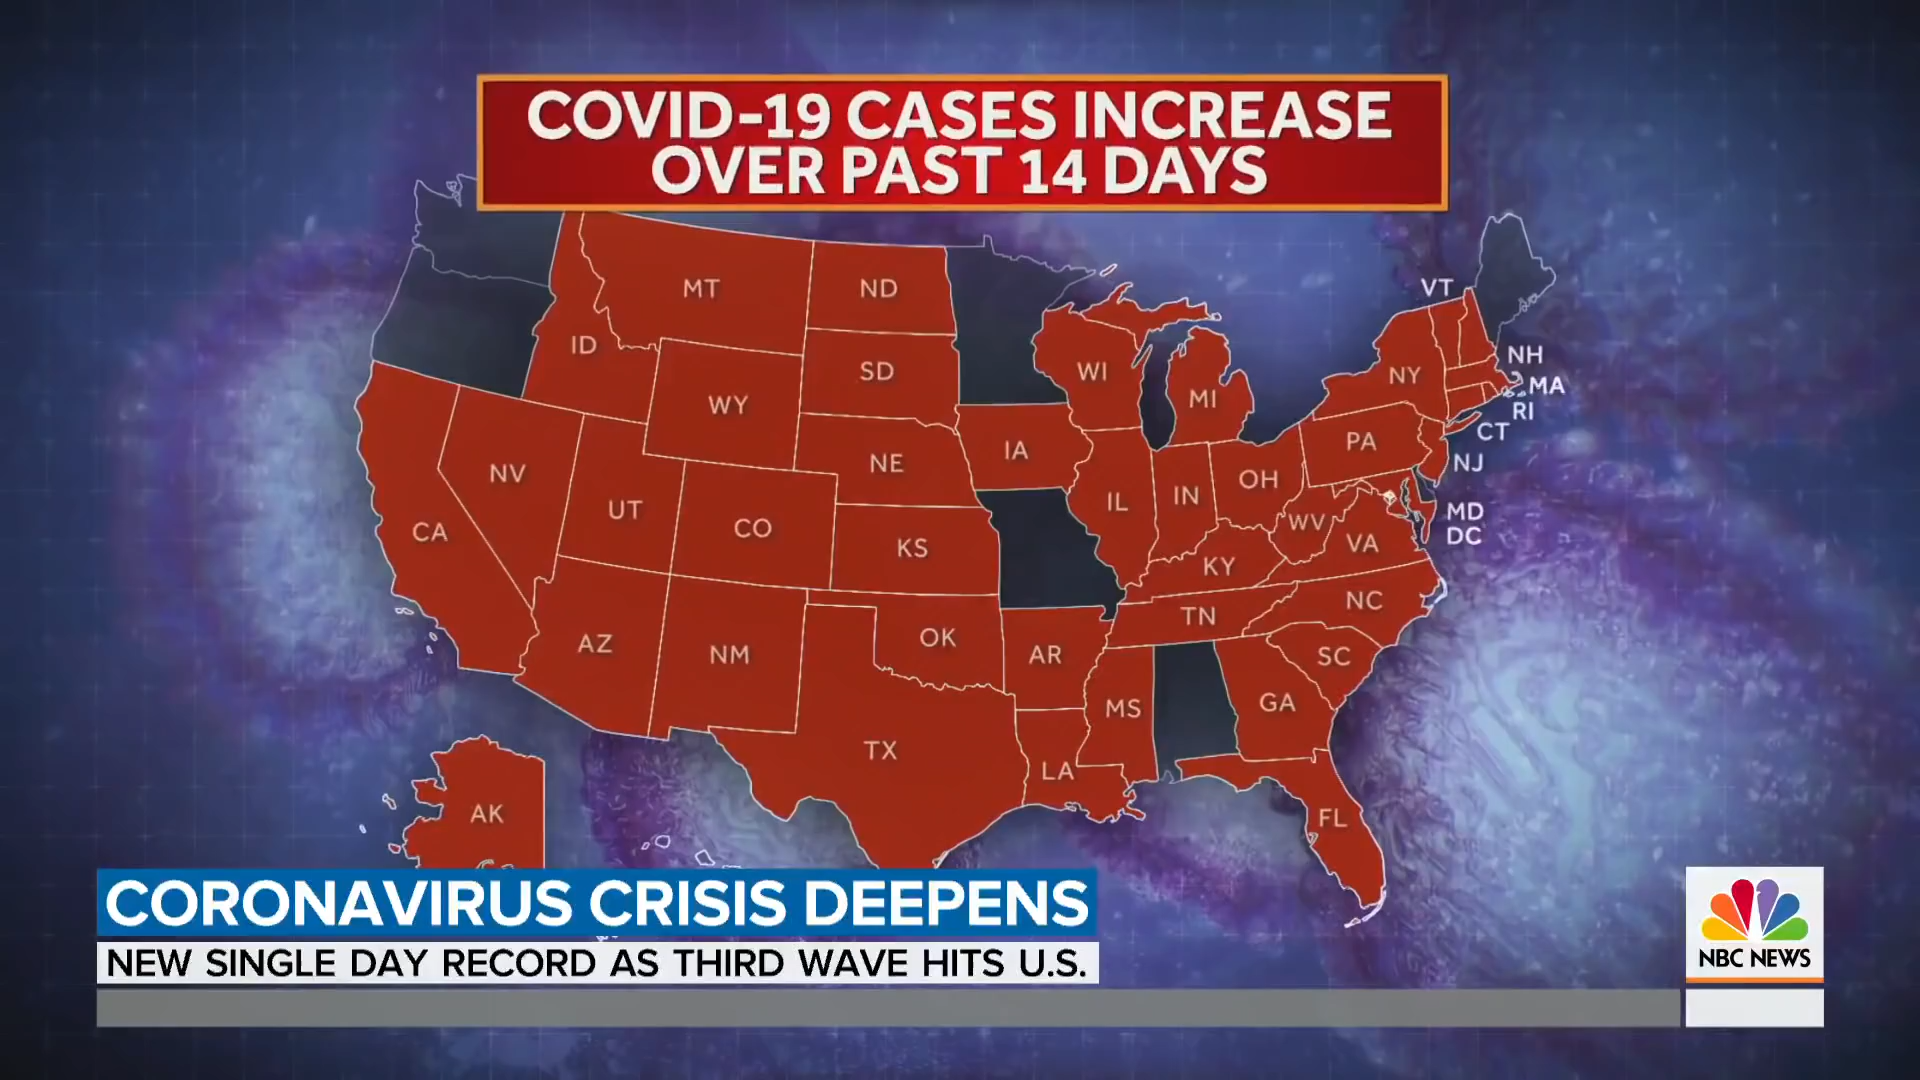 COVID-19 CASES INCREASE
OVER PAST 14 DAYS
MT
ND
VT
ID
SD
WI
NH
WY
MI
NY
MA
RI
CT
NV
NE
IA
PA
NJ
UT
CO
IL
IN
OH
MD
CA
KS
WV
VA
DC
KY
NC
AZ
NM
OK
AR
TN
SC
TX
MS
GA
LA
AK
FL
CORONAVIRUS CRISIS DEEPENS
NEW SINGLE DAY RECORD AS THIRD WAVE HITS U.S.
NBC NEWS